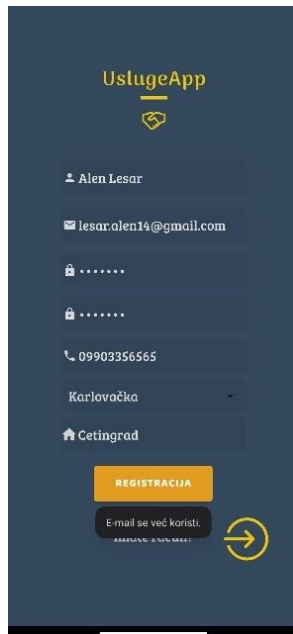 UslugeApp
Alen Lesar
lesar.alen14@gmail.com
•••••••
•••••••
09903356565
Karlovačka
Cetingrad
REGISTRACIJA
E-mail se već koristi.